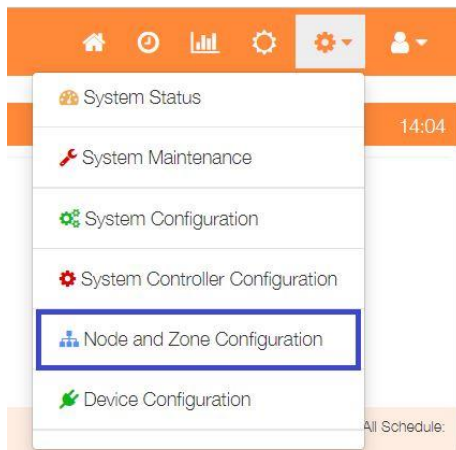 System Status
14:04
System Maintenance
System Configuration
System Controller Configuration
Node and Zone Configuration
Device Configuration
All Schedule: